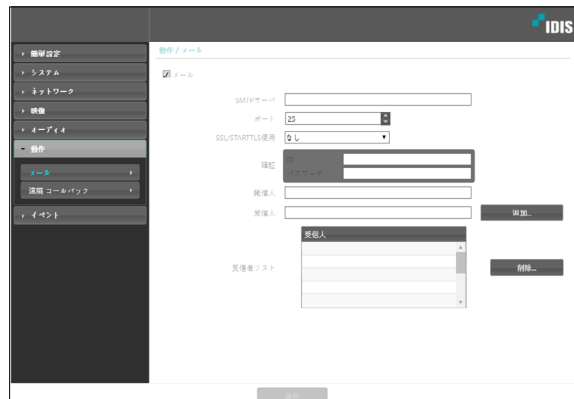 IDIS
簡単設定
システム
ネットワーク
映像
オーディオ
動作
メール
遠隔 コールバック
イベント
動作 / メール
メール
SMTPサーバ
ポート 25
SSL/STARTTLS使用 なし
確証
ID
パスワード
発信人
受信人 追加...
受信人
受信者リスト 削除...
保存